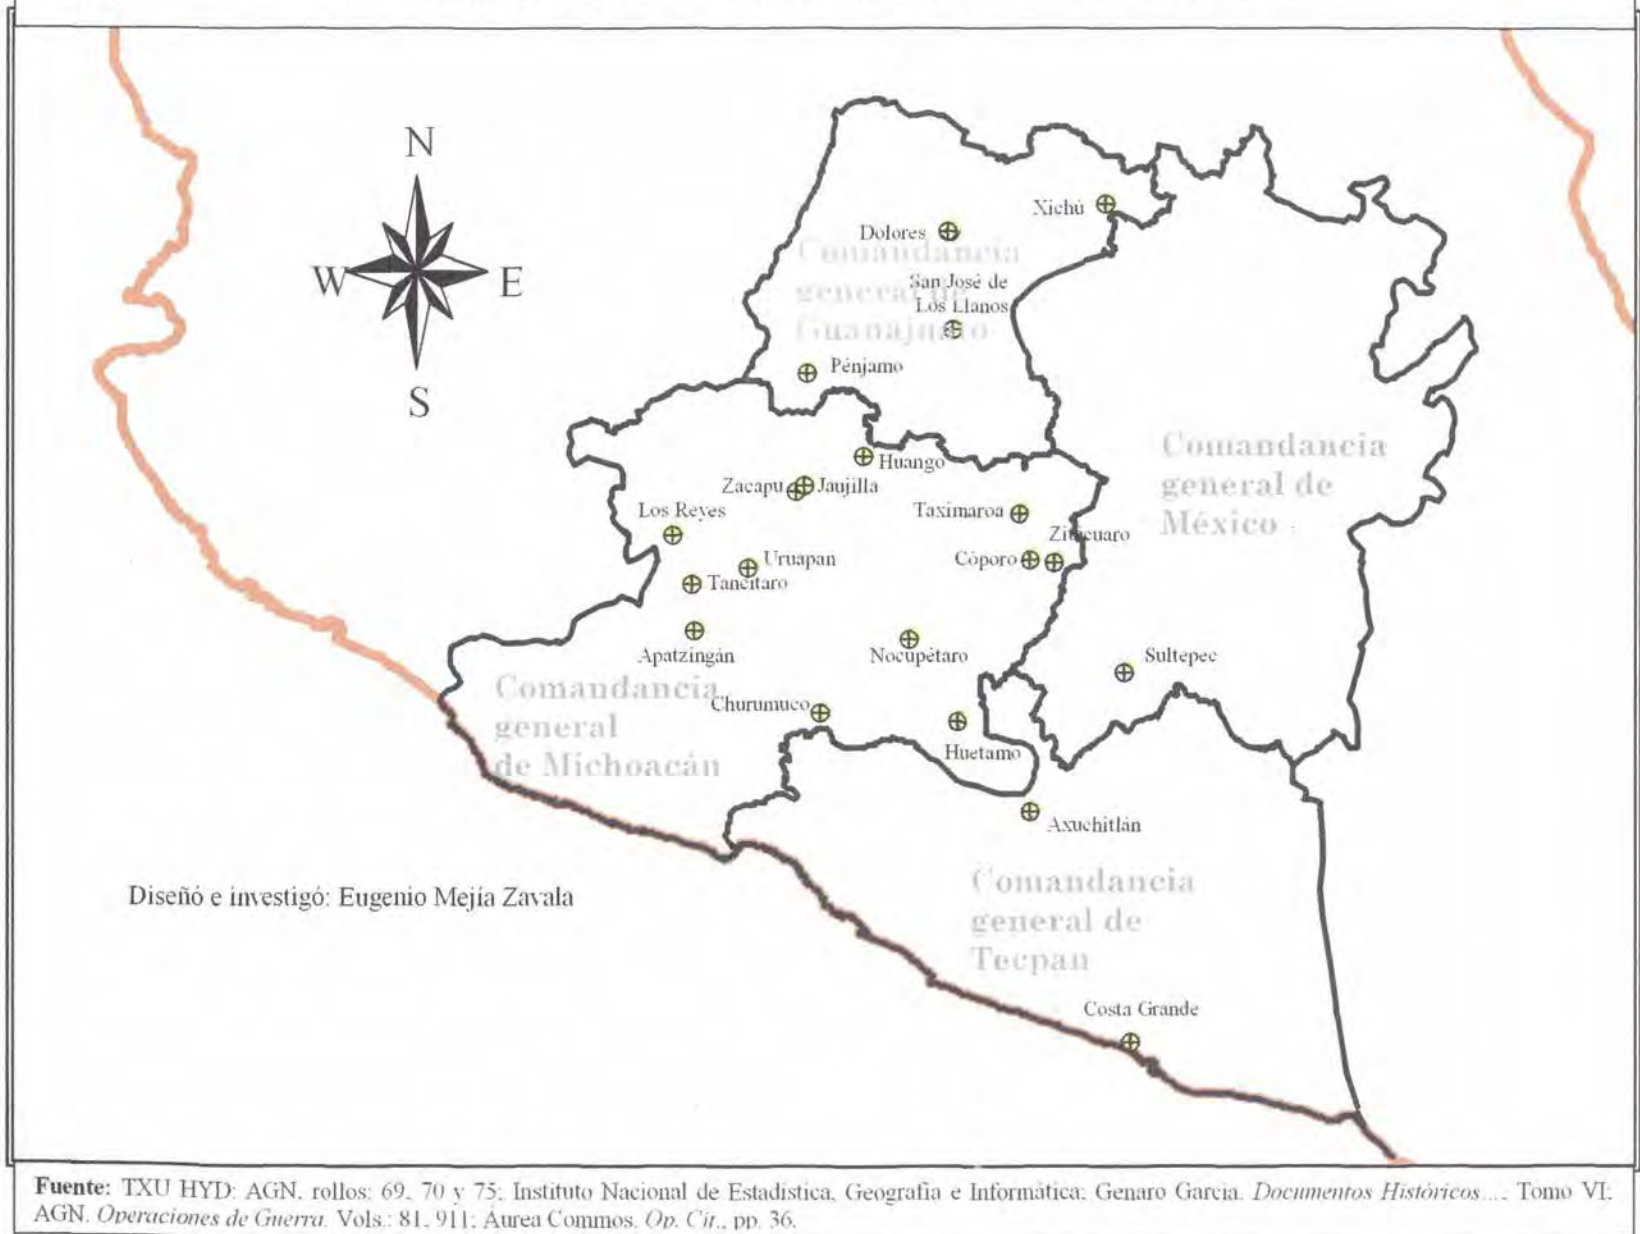 N
W
E
S
Xichú
Dolores
Comandancia
general de
Guanajuato
San José de
Los Llanos
Pénjamo
Huango
Zacapu
Jaujilla
Los Reyes
Taximaroa
Zitácuaro
Cóporo
Uruapan
Tancítaro
Comandancia
general de
México
Apatzingán
Nocupétaro
Sultepec
Comandancia
general
de Michoacán
Churumuco
Huetamo
Axuchitlán
Comandancia
general de
Tecpan
Costa Grande
Diseñó e investigó: Eugenio Mejía Zavala
Fuente: TXU HYD: AGN. rollos: 69, 70 y 75; Instituto Nacional de Estadística, Geografía e Informática; Genaro García. Documentos Históricos.... Tomo VI;
AGN. Operaciones de Guerra. Vols.: 81, 911; Áurea Commos. Op. Cit., pp. 36.